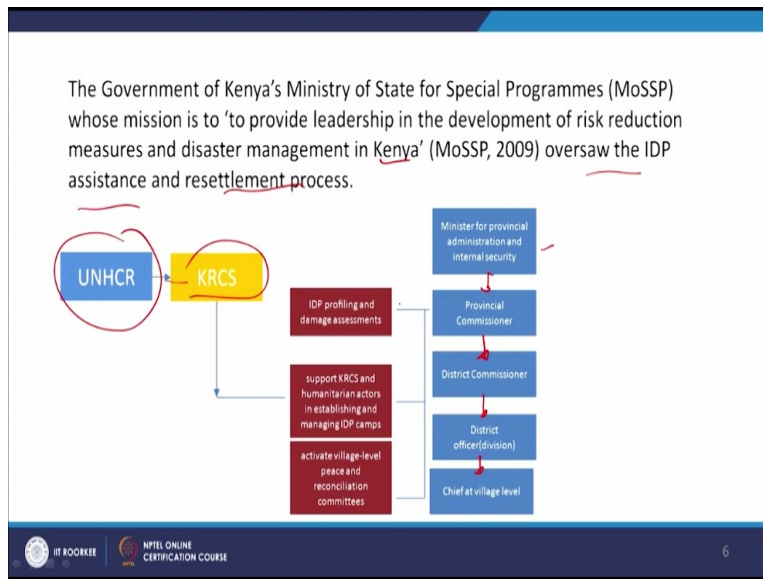 The Government of Kenya's Ministry of State for Special Programmes (MoSSP)
whose mission is to 'to provide leadership in the development of risk reduction
measures and disaster management in Kenya' (MoSSP, 2009) oversaw the IDP
assistance and resettlement process.
UNHCR
KRCS
IDP profiling and
damage assessments
support KRCS and
humanitarian actors
in establishing and
managing IDP camps
activate village-level
peace and
reconciliation
committees
Minister for provincial
administration and
internal security
Provincial
Commissioner
District Commissioner
District
officer(division)
Chief at village level
IIT ROORKEE
NPTEL ONLINE
CERTIFICATION COURSE
6